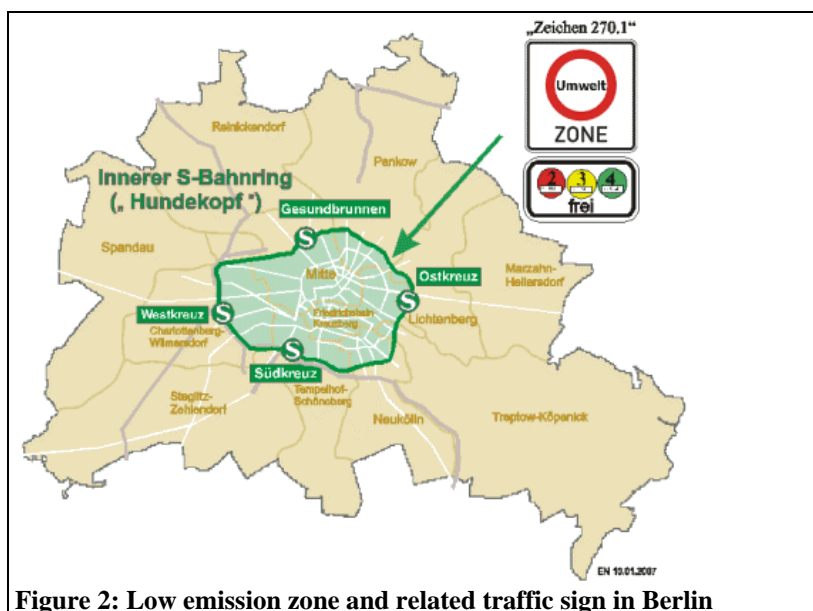 „Zeichen 270.1“
Umwelt
ZONE
2 3 4
frei
Reinickendorf
Pankow
Innerer S-Bahnring
(„ Hundekopf “)
Gesundbrunnen
S
Spandau
Mitte
Marzahn-
Hellersdorf
Ostkreuz
S
Westkreuz
S
Friedrichshain
Kreuzberg
Lichtenberg
Charlottenberg-
Wilmersdorf
S
Südkreuz
Steglitz-
Zehlendorf
Tempelhof-
Schöneberg
Neukölln
Treptow-Köpenick
EN 19.01.2007
Figure 2: Low emission zone and related traffic sign in Berlin